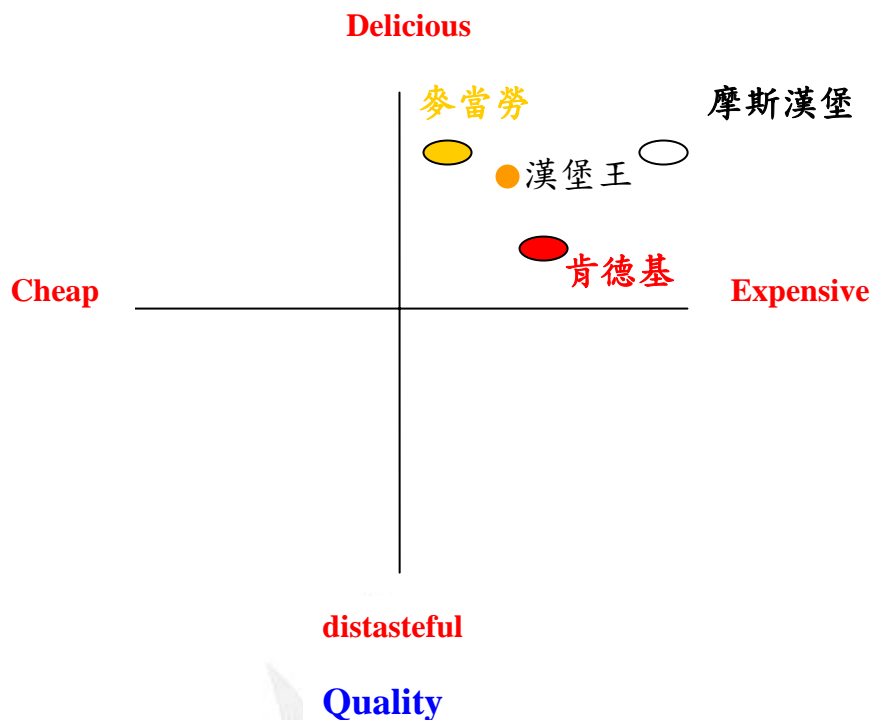 Delicious
麥當勞
摩斯漢堡
漢堡王
肯德基
Cheap
Expensive
distasteful
Quality